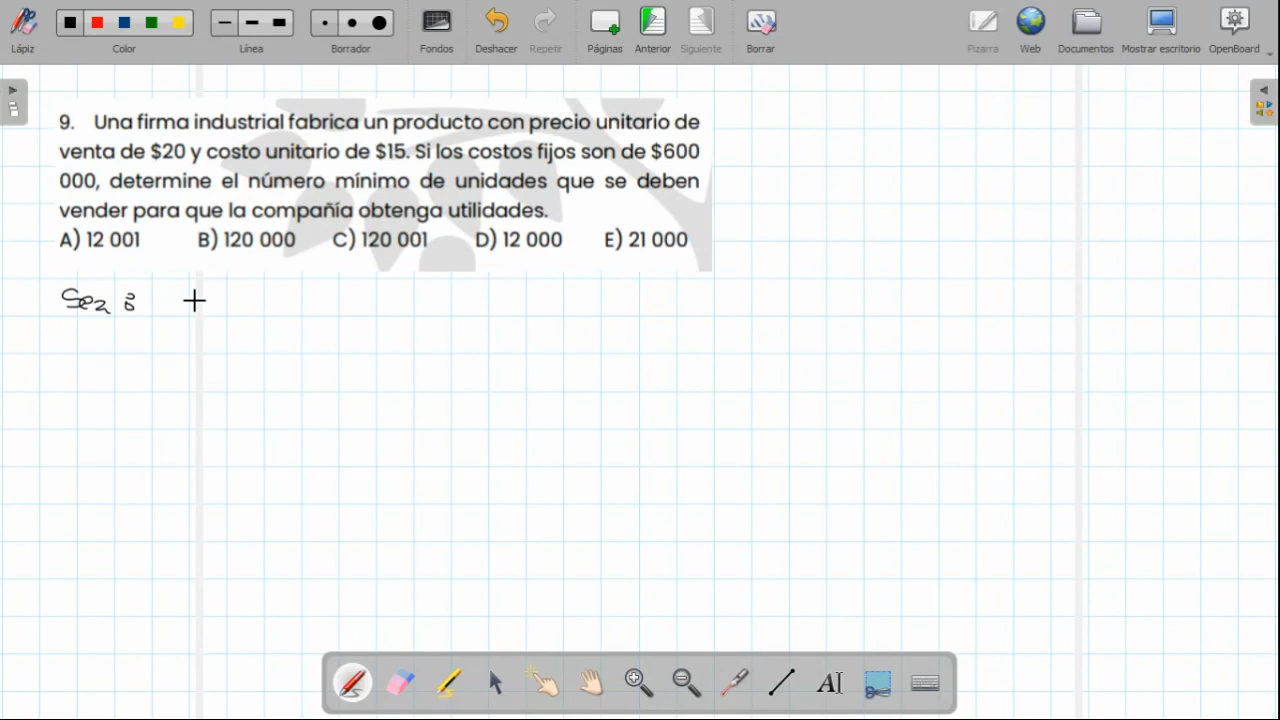 Lápiz Color Línea Borrador Fondos Deshacer Repetir Páginas Anterior Siguiente Borrar Pizarra Web Documentos Mostrar escritorio OpenBoard
9. Una firma industrial fabrica un producto con precio unitario de
venta de $20 y costo unitario de $15. Si los costos fijos son de $600
000, determine el número mínimo de unidades que se deben
vender para que la compañía obtenga utilidades.
A) 12 001 B) 120 000 C) 120 001 D) 12 000 E) 21 000
Sea